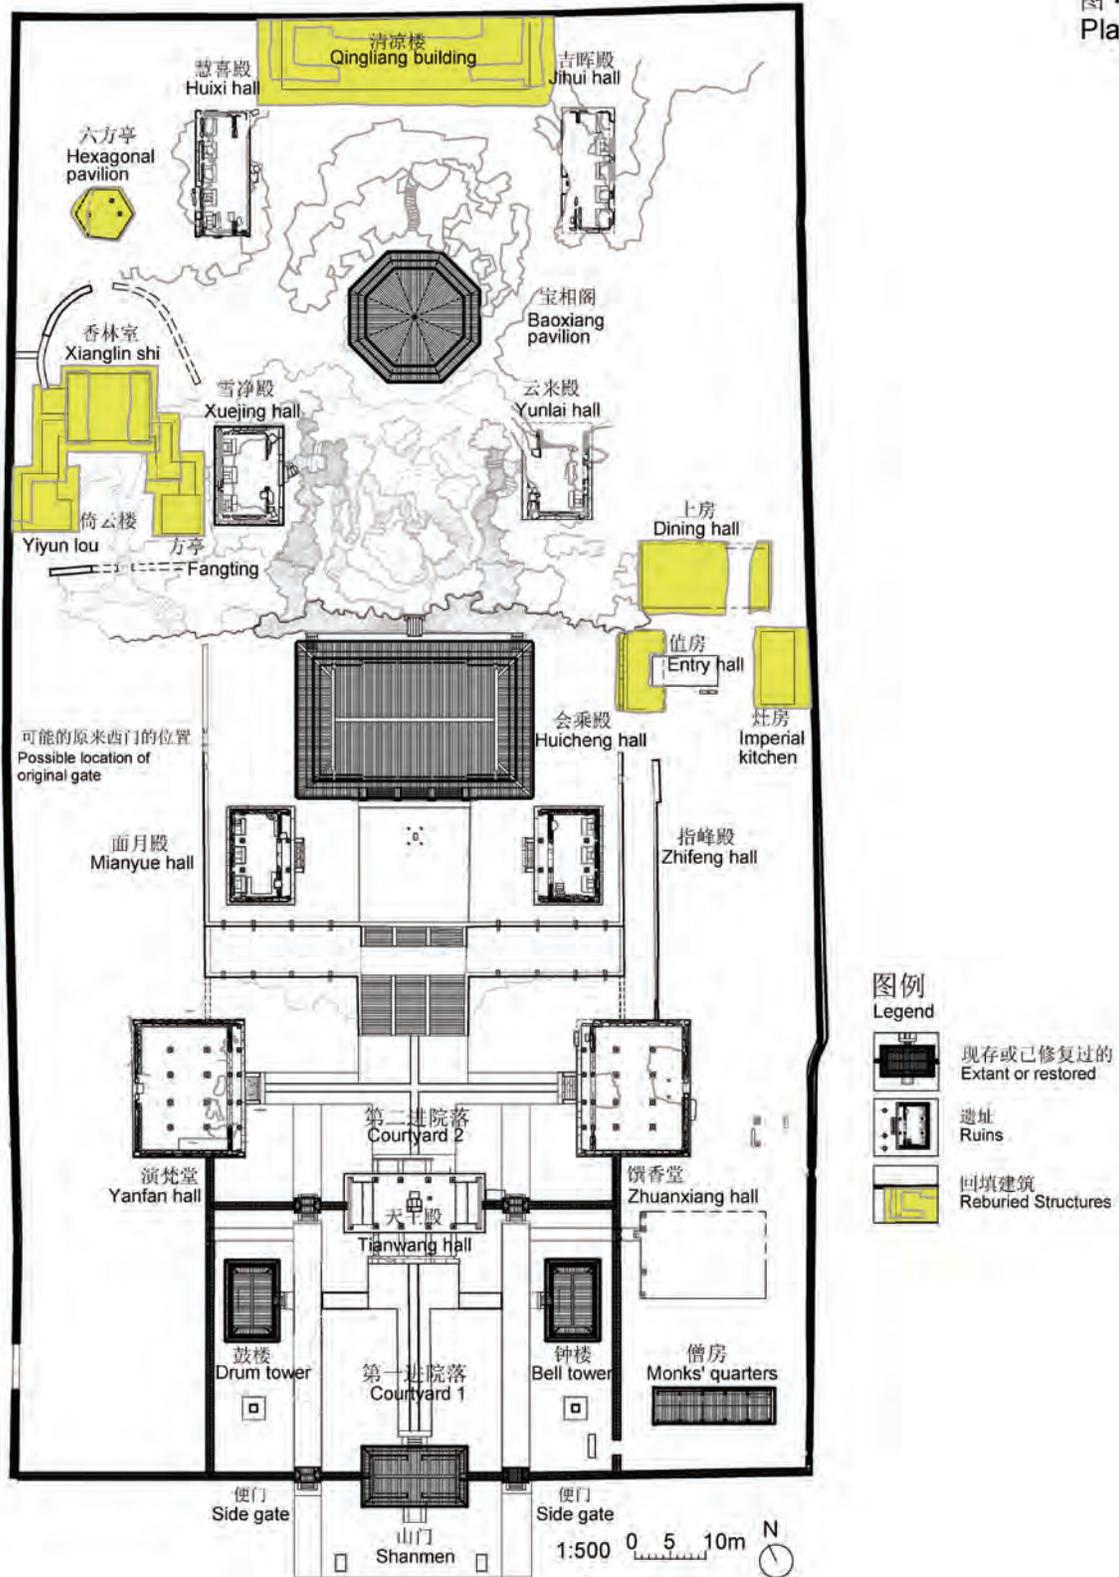 图
Pla
清凉楼
Qingliang building
慧喜殿
Huixi hall
吉晖殿
Jihui hall
六方亭
Hexagonal
pavilion
宝相阁
Baoxiang
pavilion
香林室
Xianglin shi
雪净殿
Xuejing hall
云来殿
Yunlai hall
倚云楼
Yiyun lou
方亭
Fangting
上房
Dining hall
值房
Entry hall
会乘殿
Huicheng hall
灶房
Imperial
kitchen
可能的原来西门的位置
Possible location of
original gate
面月殿
Mianyue hall
指峰殿
Zhifeng hall
图例
Legend
现存或已修复过的
Extant or restored
遗址
Ruins
回填建筑
Reburied Structures
第二进院落
Courtyard 2
演梵堂
Yanfan hall
馔香堂
Zhuanxiang hall
天王殿
Tianwang hall
鼓楼
Drum tower
第一进院落
Courtyard 1
钟楼
Bell tower
僧房
Monks' quarters
便门
Side gate
便门
Side gate
山门
Shanmen
1:500 0 5 10m N